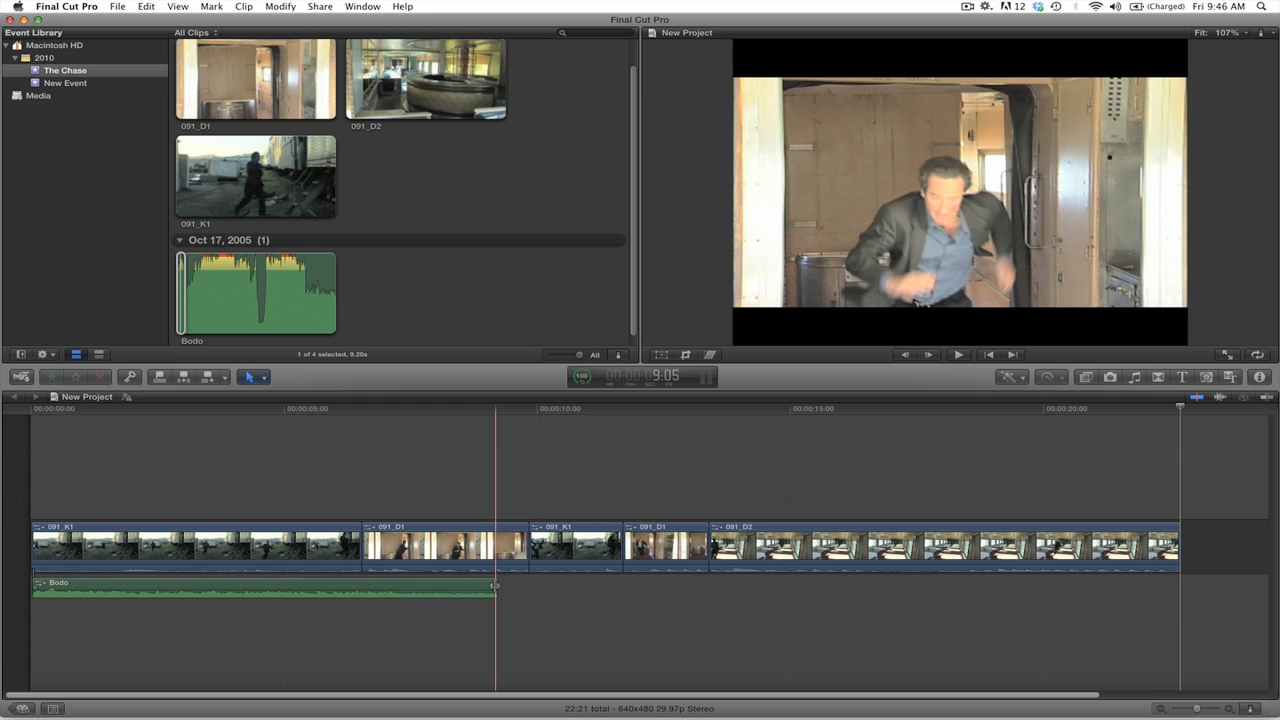 Final Cut Pro File Edit View Mark Clip Modify Share Window Help 12 (Charged) Fri 9:46 AM
Final Cut Pro
Event Library All Clips New Project Fit: 107%
Macintosh HD
2010
The Chase
New Event
Media
091_D1 091_D2
091_K1
Oct 17, 2005 (1)
Bodo
1 of 4 selected, 9.20s All
100 9:05
New Project
00:00:00:00 00:00:05:00 00:00:10:00 00:00:15:00 00:00:20:00
091_K1 091_D1 091_K1 091_D1 091_D2
Bodo
22:21 total - 640x480 29.97p Stereo